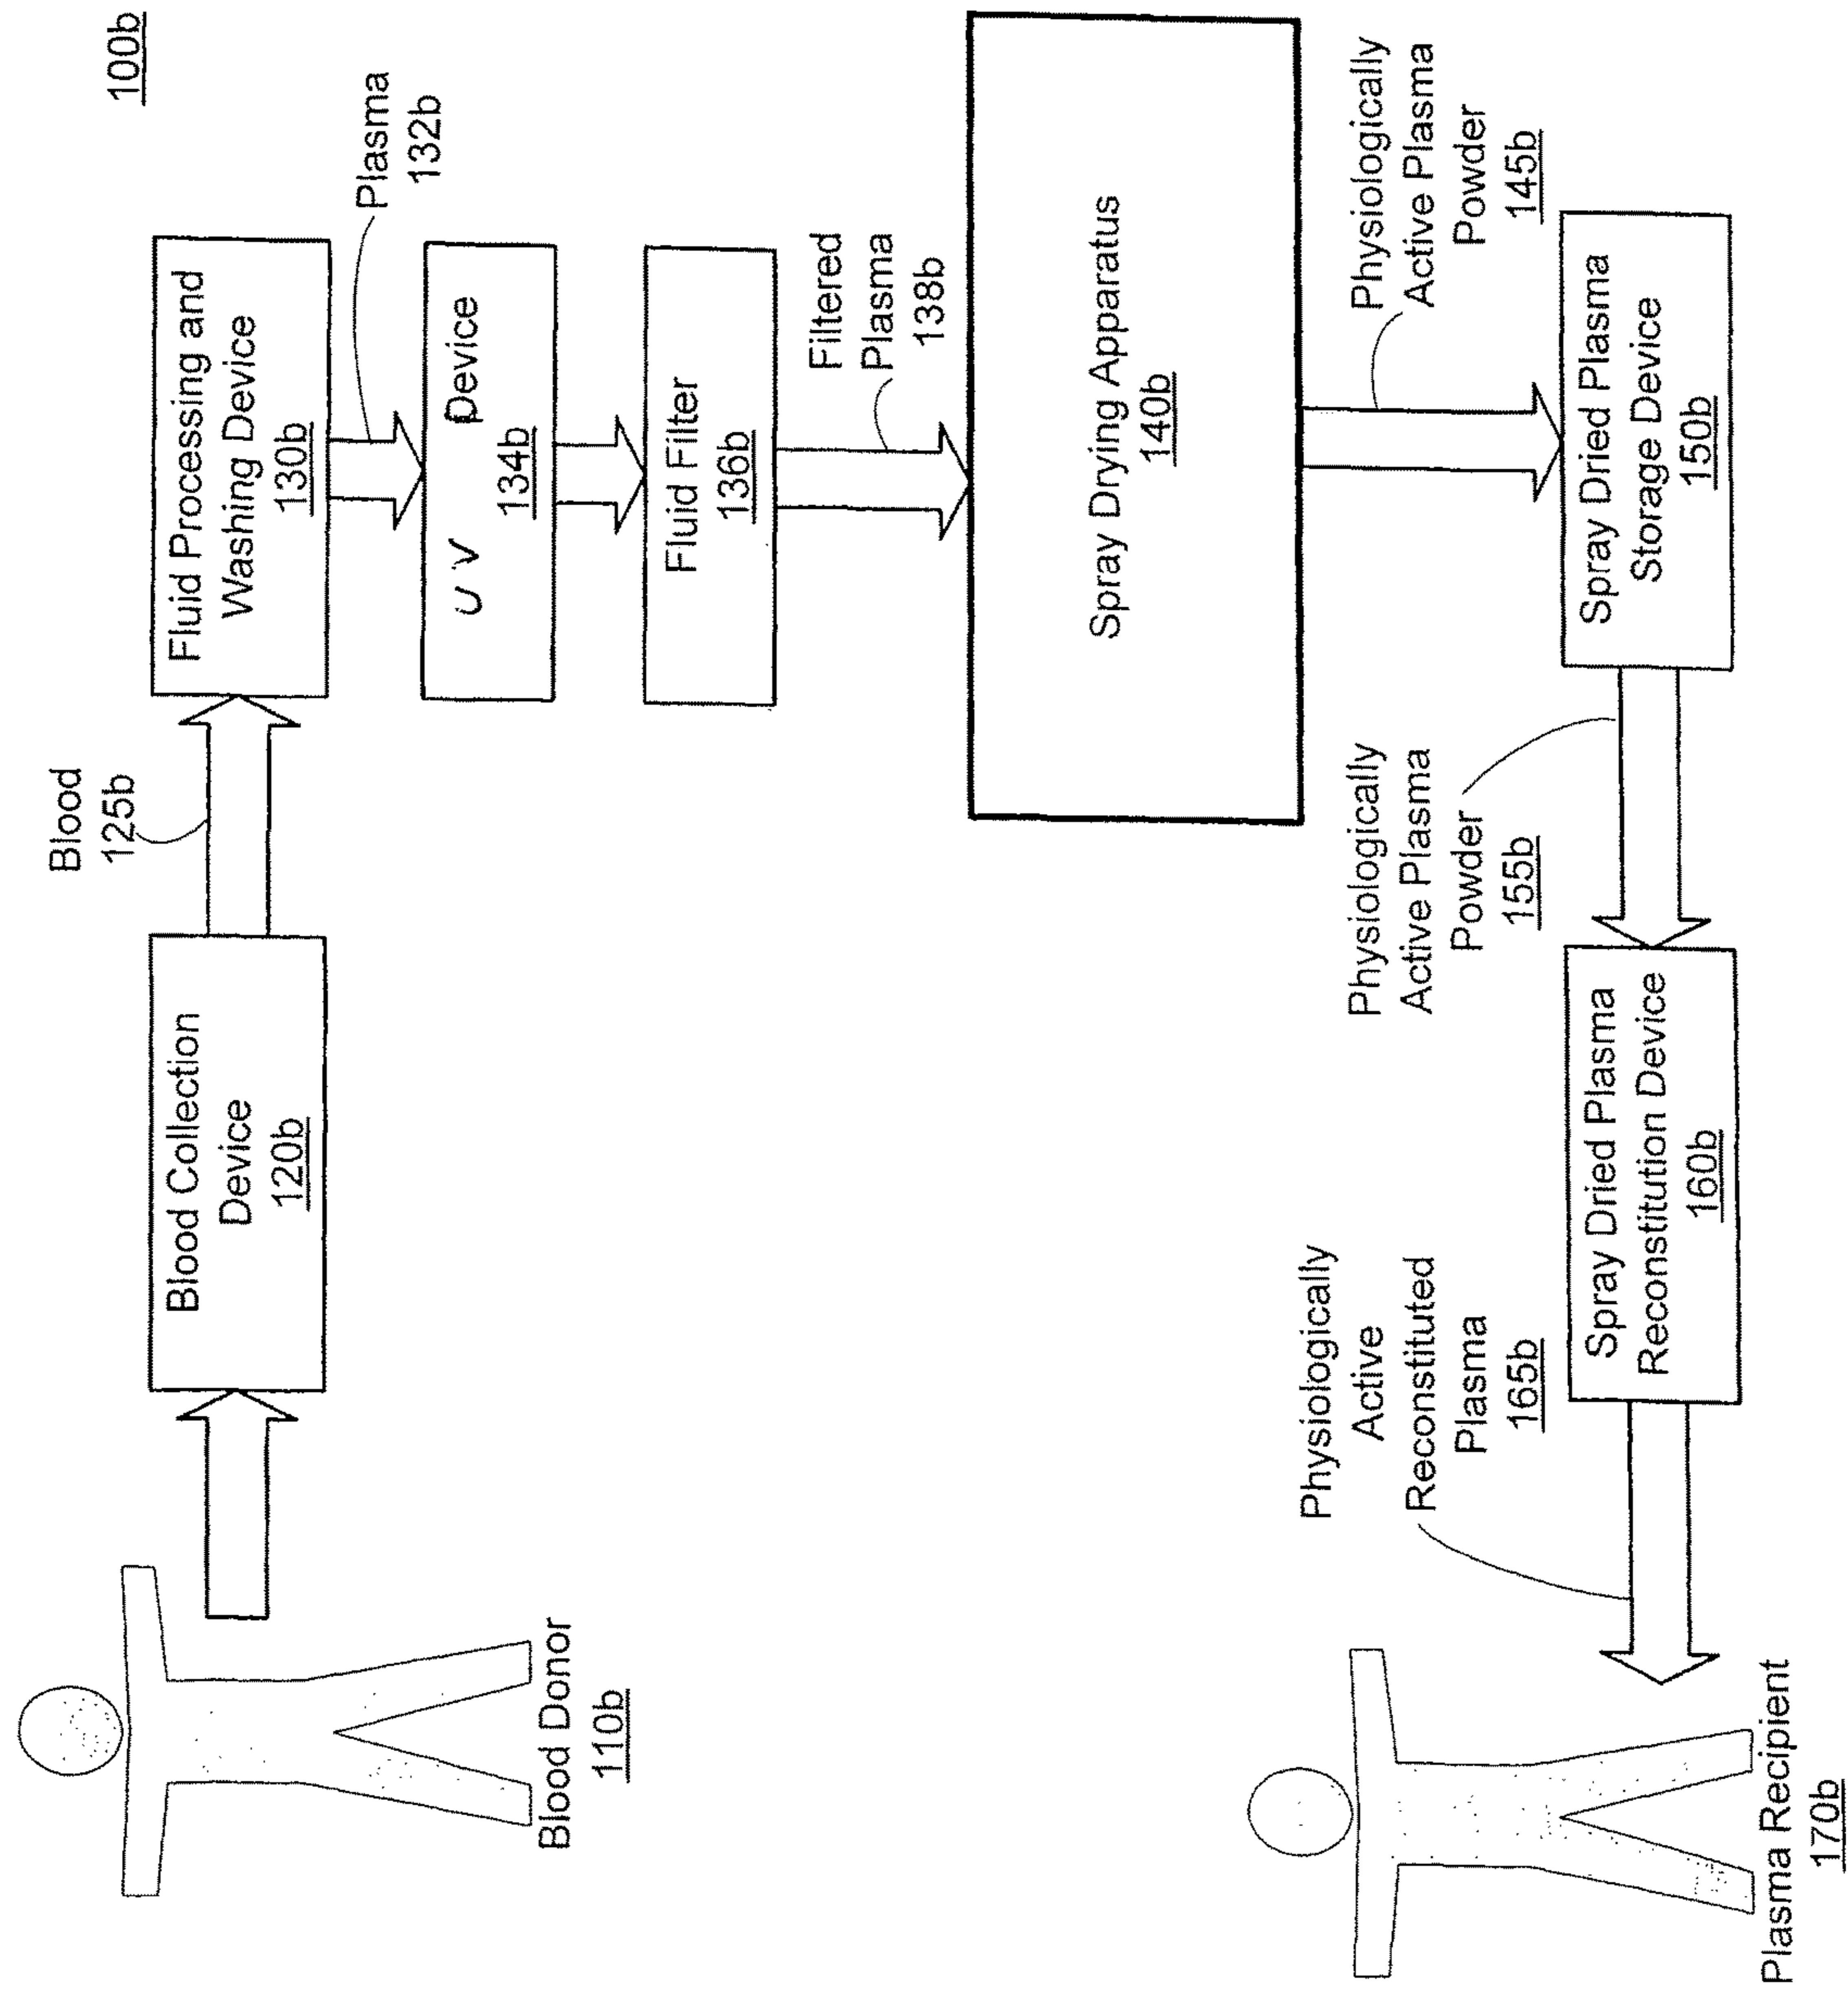 100b
Blood Donor
110b
Blood Collection
Device
120b
Blood
125b
Fluid Processing and
Washing Device
130b
Plasma
132b
UV Device
134b
Fluid Filter
136b
Filtered
Plasma
138b
Spray Drying Apparatus
140b
Physiologically
Active Plasma
Powder
145b
Spray Dried Plasma
Storage Device
150b
Physiologically
Active Plasma
Powder
155b
Spray Dried Plasma
Reconstitution Device
160b
Physiologically
Active
Reconstituted
Plasma
165b
Plasma Recipient
170b